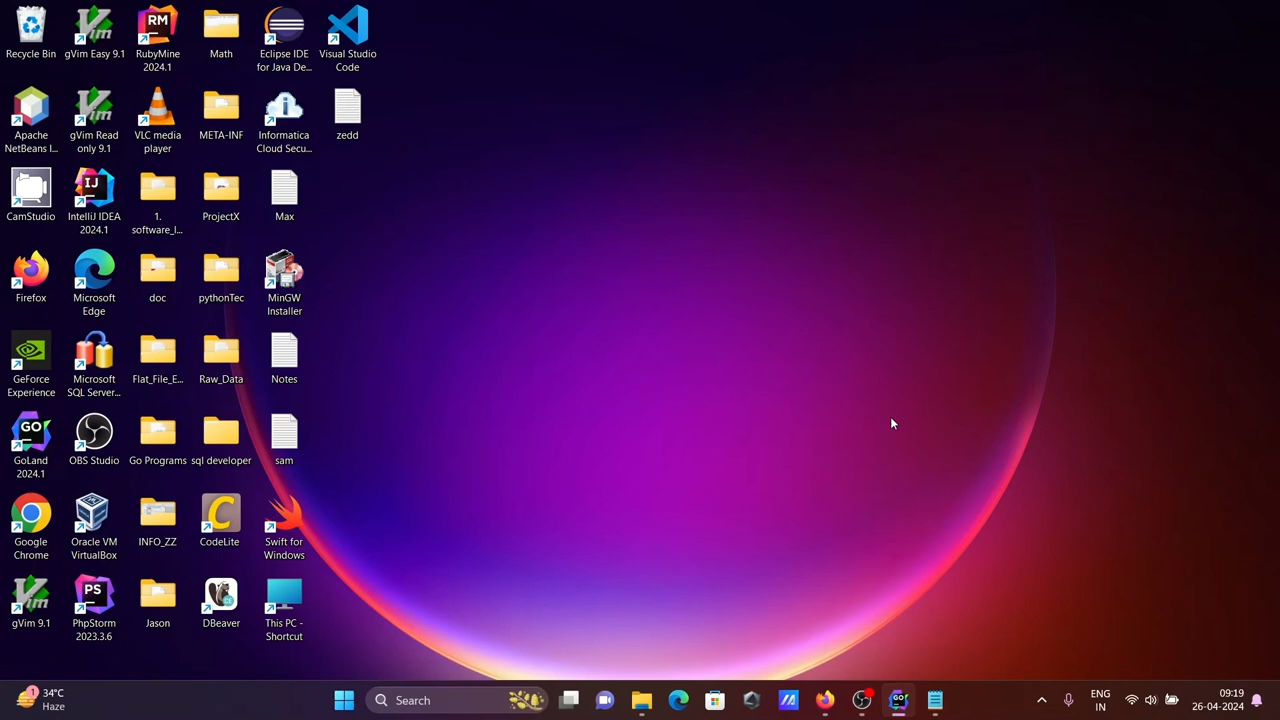 Recycle Bin
gVim Easy 9.1
RM
RubyMine
2024.1
Math
Eclipse IDE
for Java De...
Visual Studio
Code
Apache
NetBeans I...
gVim Read
only 9.1
VLC media
player
META-INF
Informatica
Cloud Secu...
zedd
CamStudio
IJ
IntelliJ IDEA
2024.1
1.
software_l...
ProjectX
Max
Firefox
Microsoft
Edge
doc
pythonTec
MinGW
Installer
GeForce
Experience
Microsoft
SQL Server...
Flat_File_E...
Raw_Data
Notes
GO
GoLand
2024.1
OBS Studio
Go Programs
sql developer
sam
Google
Chrome
Oracle VM
VirtualBox
INFO_ZZ
C
CodeLite
Swift for
Windows
gVim 9.1
PS
PhpStorm
2023.3.6
Jason
DBeaver
This PC -
Shortcut
1
34°C
Haze
Search
GO
ENG
IN
09:19
26-04-2024